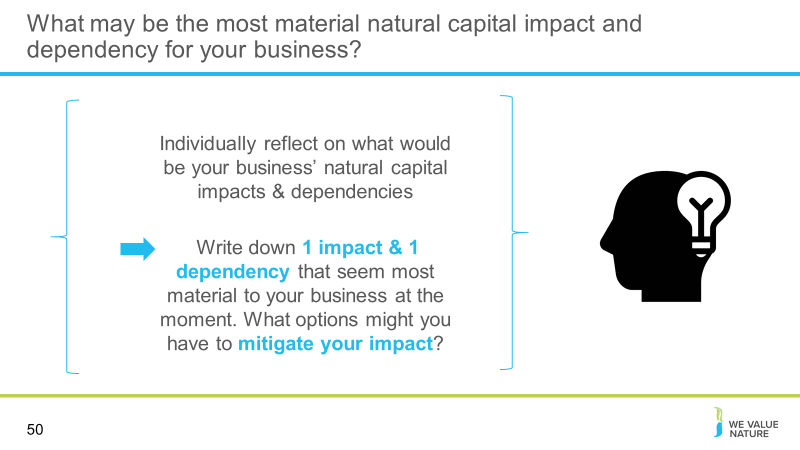 What may be the most material natural capital impact and
dependency for your business?
Individually reflect on what would
be your business’ natural capital
impacts & dependencies
Write down 1 impact & 1
dependency that seem most
material to your business at the
moment. What options might you
have to mitigate your impact?
50
WE VALUE
NATURE